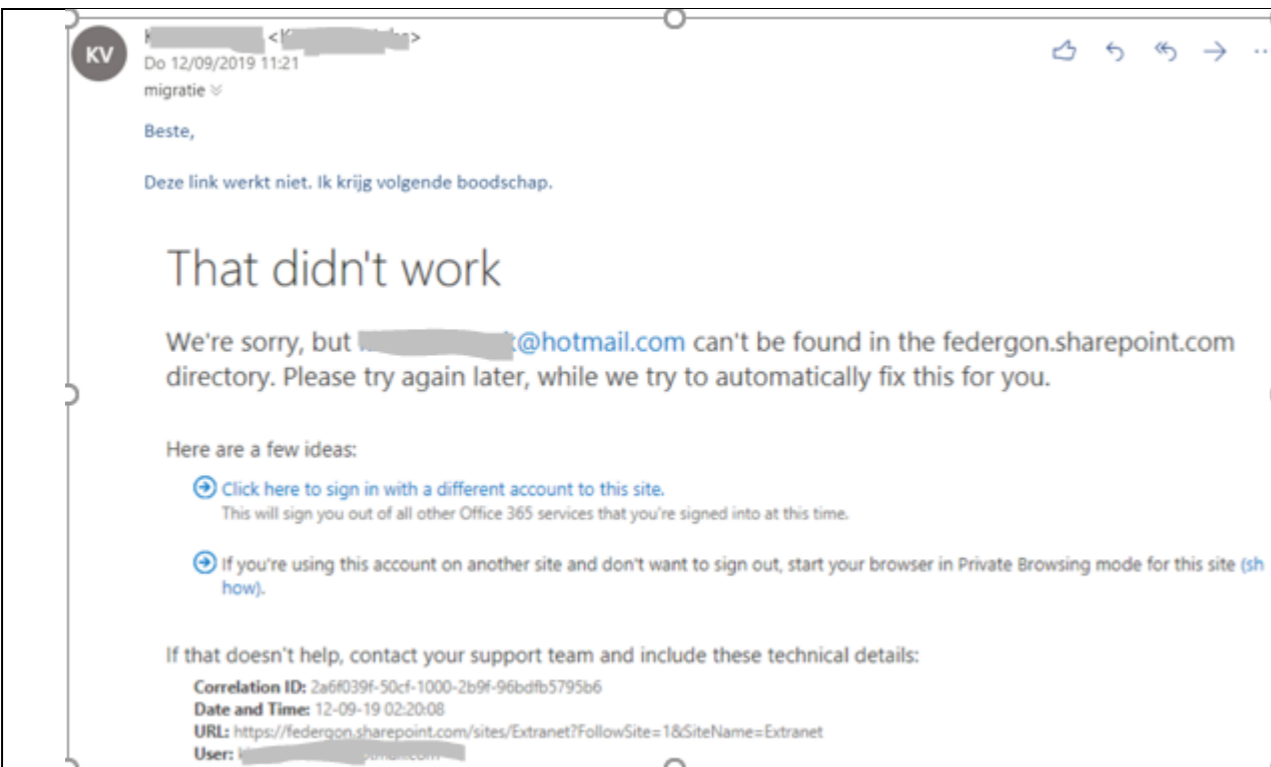 KV
Do 12/09/2019 11:21
migratie
Beste,
Deze link werkt niet. Ik krijg volgende boodschap.
That didn't work
We're sorry, but @hotmail.com can't be found in the federgon.sharepoint.com
directory. Please try again later, while we try to automatically fix this for you.
Here are a few ideas:
Click here to sign in with a different account to this site.
This will sign you out of all other Office 365 services that you're signed into at this time.
If you're using this account on another site and don't want to sign out, start your browser in Private Browsing mode for this site (sh
how).
If that doesn't help, contact your support team and include these technical details:
Correlation ID: 2a6f039f-50cf-1000-2b9f-96bdfb5795b6
Date and Time: 12-09-19 02:20:08
URL: https://federgon.sharepoint.com/sites/Extranet?FollowSite=1&SiteName=Extranet
User: